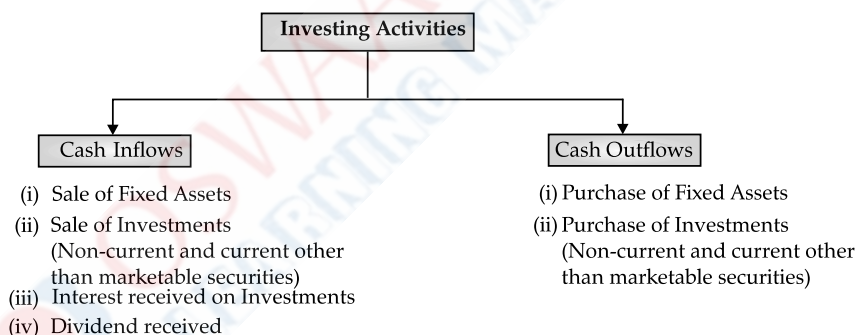 Investing Activities
Cash Inflows
(i) Sale of Fixed Assets
(ii) Sale of Investments
(Non-current and current other
than marketable securities)
(iii) Interest received on Investments
(iv) Dividend received
Cash Outflows
(i) Purchase of Fixed Assets
(ii) Purchase of Investments
(Non-current and current other
than marketable securities)
OSWAAL
LEARNING